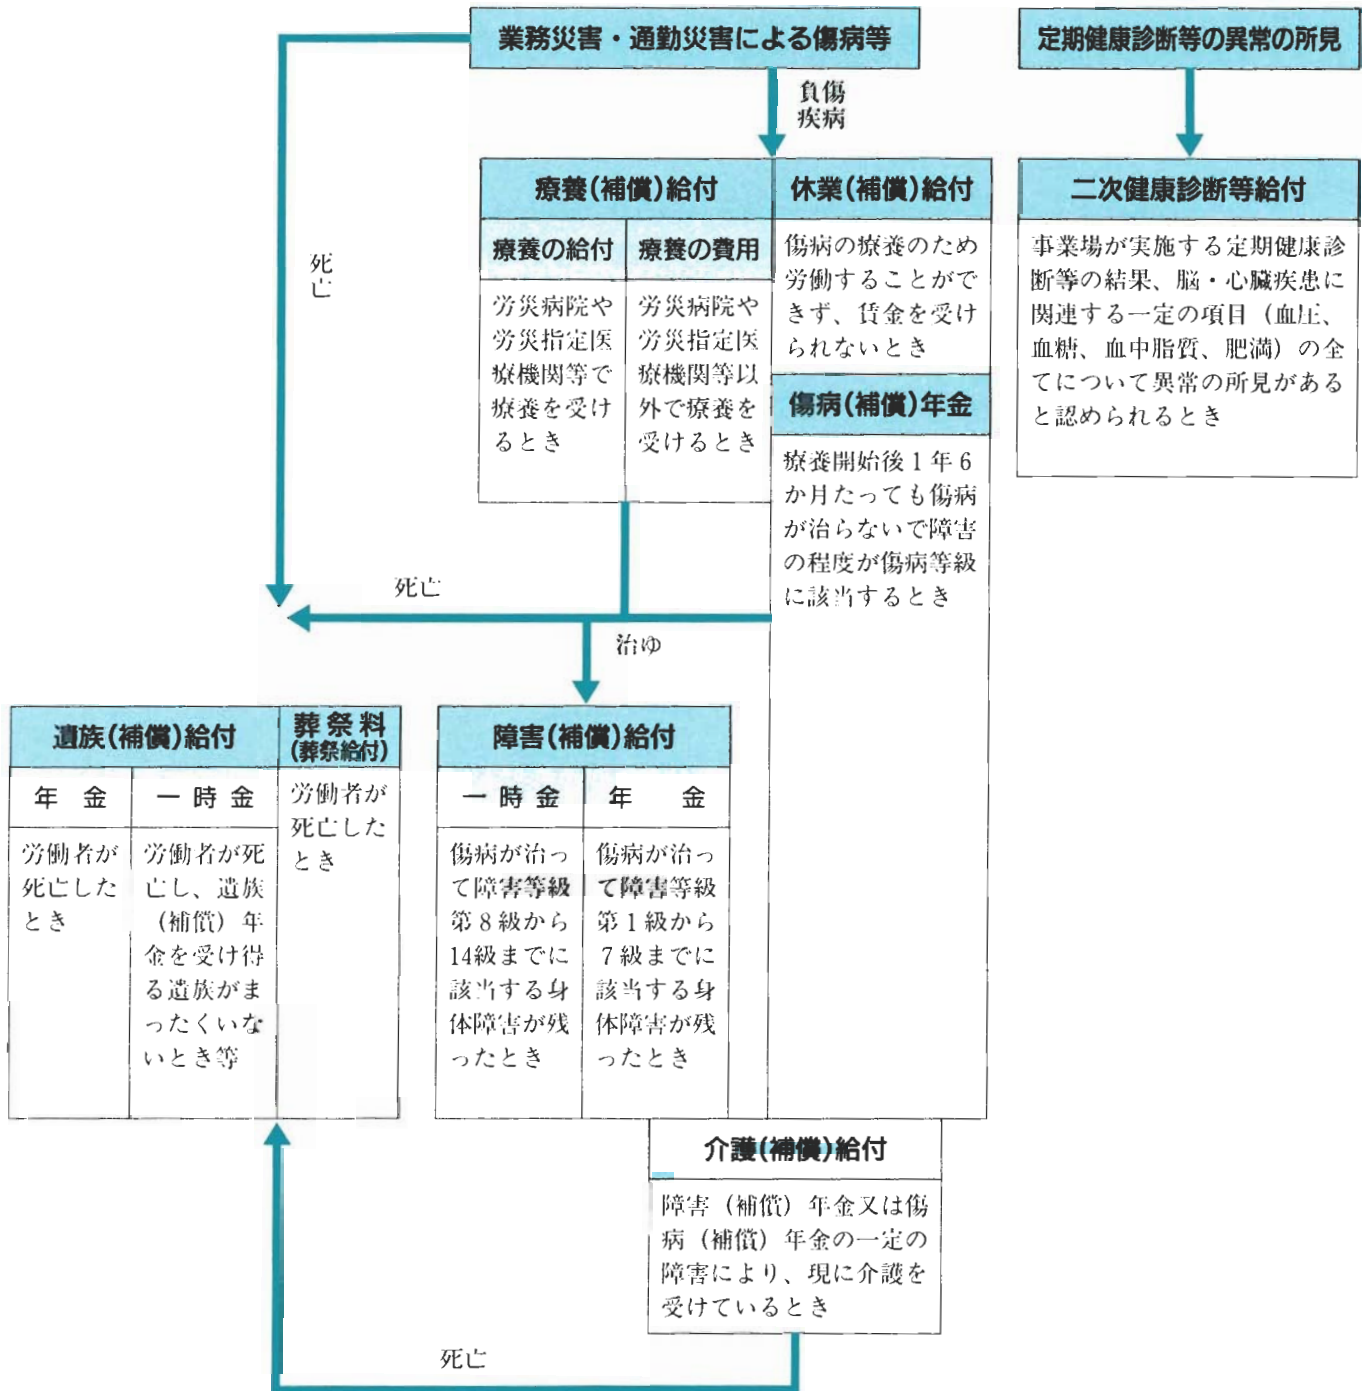 業務災害・通勤災害による傷病等
定期健康診断等の異常の所見
負傷
疾病
死亡
療養(補償)給付
療養の給付
労災病院や
労災指定医
療機関等で
療養を受け
るとき
療養の費用
労災病院や
労災指定医
療機関等以
外で療養を
受けるとき
休業(補償)給付
傷病の療養のため
労働することがで
きず、賃金を受け
られないとき
傷病(補償)年金
療養開始後1年6
か月たっても傷病
が治らないで障害
の程度が傷病等級
に該当するとき
二次健康診断等給付
事業場が実施する定期健康診
断等の結果、脳・心臓疾患に
関連する一定の項目（血圧、
血糖、血中脂質、肥満）の全
てについて異常の所見がある
と認められるとき
死亡
治ゆ
遺族(補償)給付
年金
労働者が
死亡した
とき
一時金
労働者が死
亡し、遺族
（補償）年
金を受け得
る遺族がま
ったくいな
いとき等
葬祭料
(葬祭給付)
労働者が
死亡した
とき
障害(補償)給付
一時金
傷病が治っ
て障害等級
第8級から
14級までに
該当する身
体障害が残
ったとき
年金
傷病が治っ
て障害等級
第1級から
7級までに
該当する身
体障害が残
ったとき
介護(補償)給付
障害（補償）年金又は傷
病（補償）年金の一定の
障害により、現に介護を
受けているとき
死亡